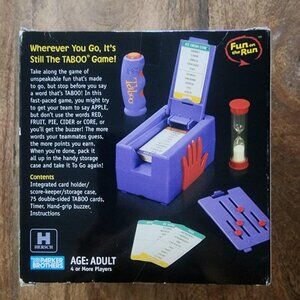 Wherever You Go, It's
Still The TABOO® Game!
Take along the game of
unspeakable fun that's made
to go, but stop before you say
a word that's TABOO! In this
fast-paced game, you might try
to get your team to say APPLE,
but don't use the words RED,
FRUIT, PIE, CIDER or CORE, or
you'll get the buzzer! The more
words your teammates guess,
the more points you earn.
When you're done, pack it
all up in the handy storage
case and take it To Go again!
Contents
Integrated card holder/
score-keeper/storage case,
75 double-sided TABOO cards,
Timer, Hand-grip buzzer,
Instructions
H
HERSCH
PARKER
BROTHERS
AGE: ADULT
4 or More Players
Taboo
ICE CREAM CONE
Fun on
the Run